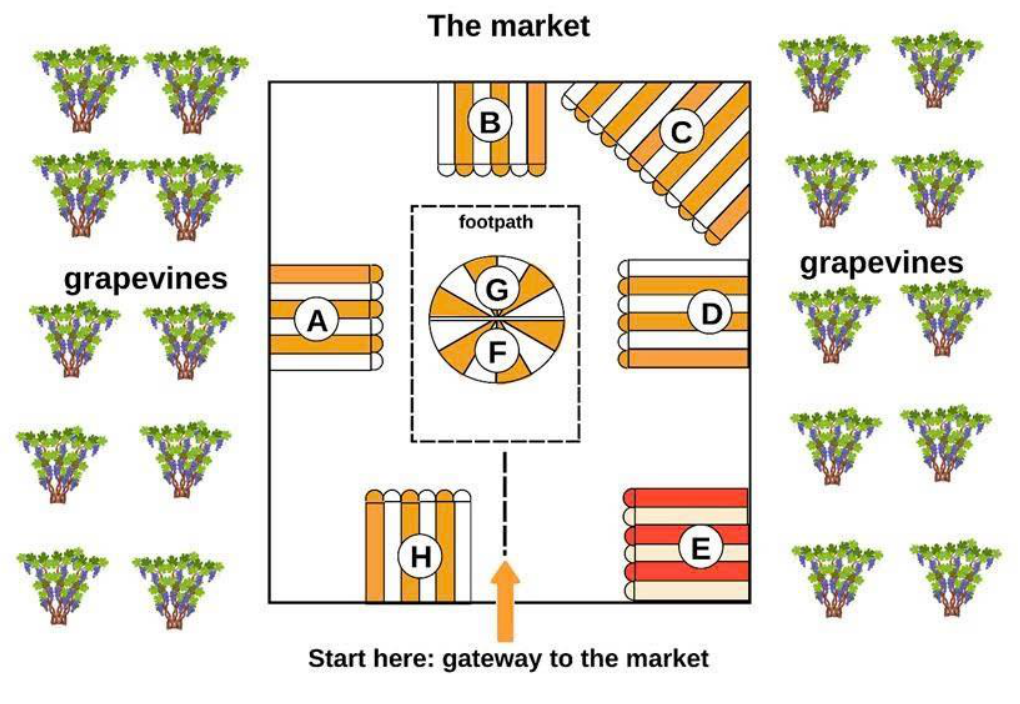 The market
B
C
footpath
grapevines
grapevines
G
A
D
F
H
E
Start here: gateway to the market